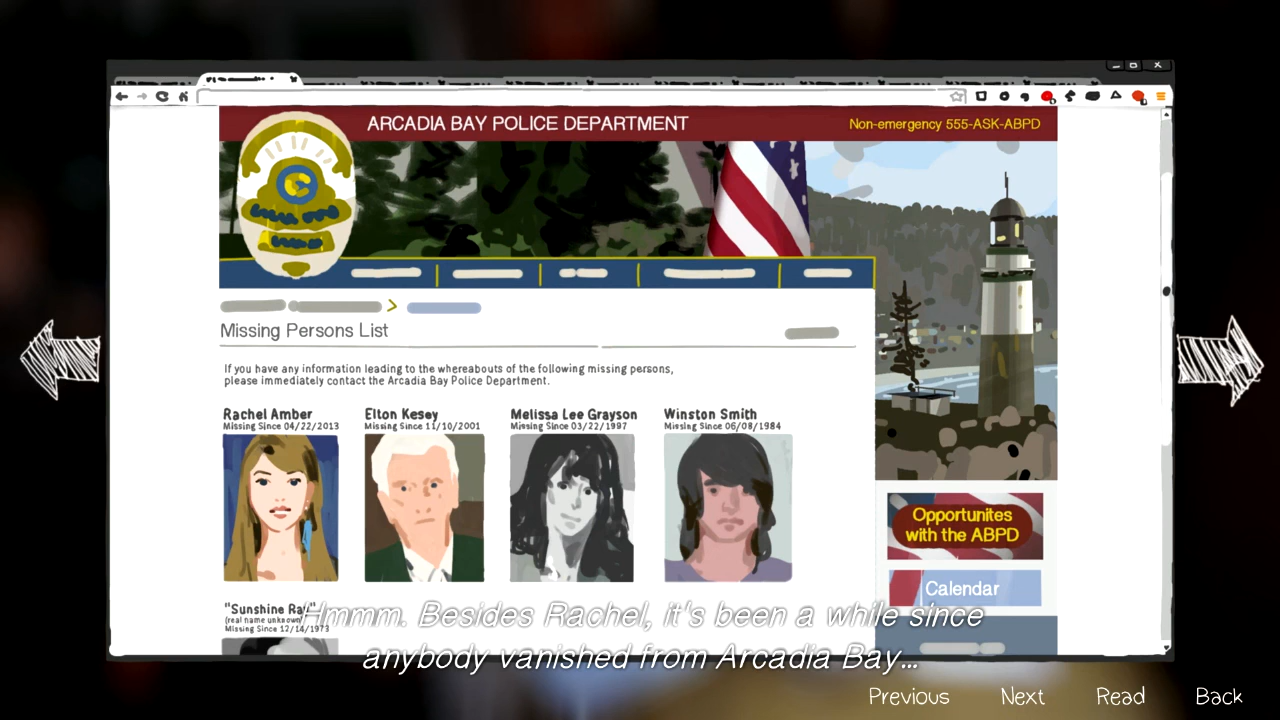 ARCADIA BAY POLICE DEPARTMENT
Non-emergency 555-ASK-ABPD
Missing Persons List
If you have any information leading to the whereabouts of the following missing persons,
please immediately contact the Arcadia Bay Police Department.
Rachel Amber
Missing Since 04/22/2013
Elton Kesey
Missing Since 11/10/2001
Melissa Lee Grayson
Missing Since 03/22/1997
Winston Smith
Missing Since 06/08/1984
"Sunshine Ray"
(real name unknown)
Missing Since 12/14/1973
Opportunites
with the ABPD
Calendar
Hmmm. Besides Rachel, it's been a while since
anybody vanished from Arcadia Bay...
Previous
Next
Read
Back